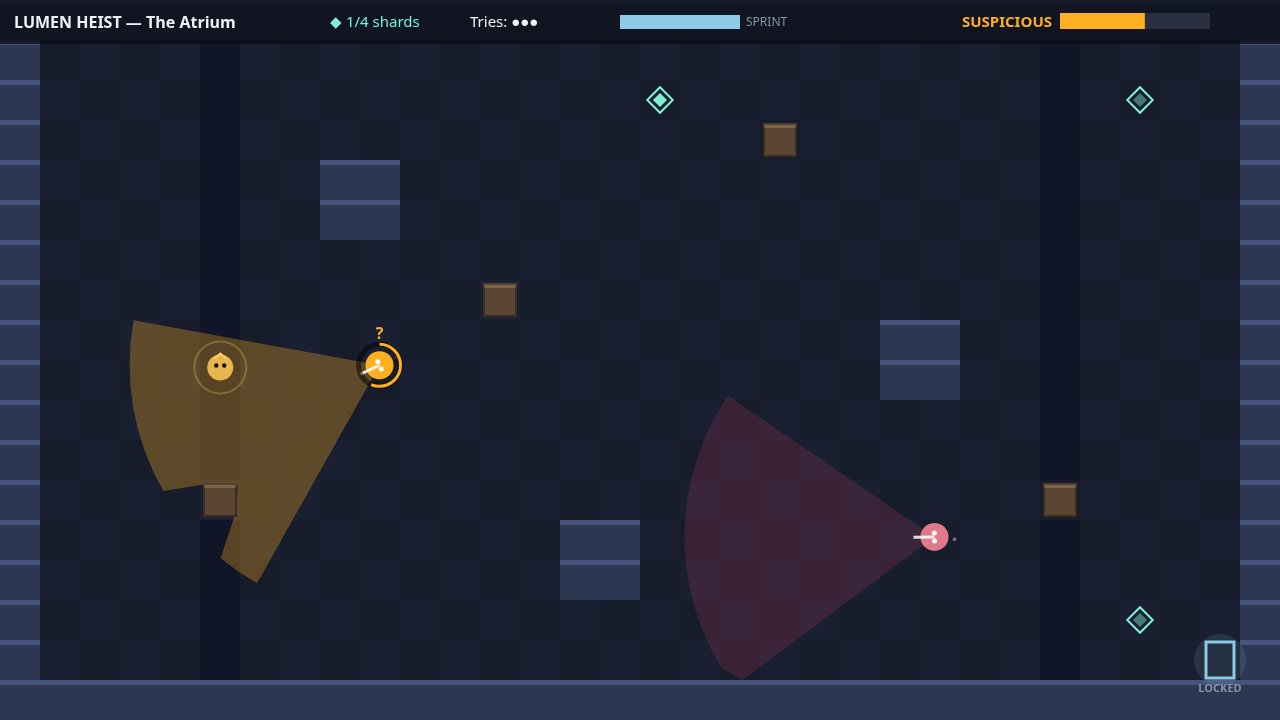 LUMEN HEIST — The Atrium
◆ 1/4 shards
Tries: ●●●
SPRINT
SUSPICIOUS
?
LOCKED